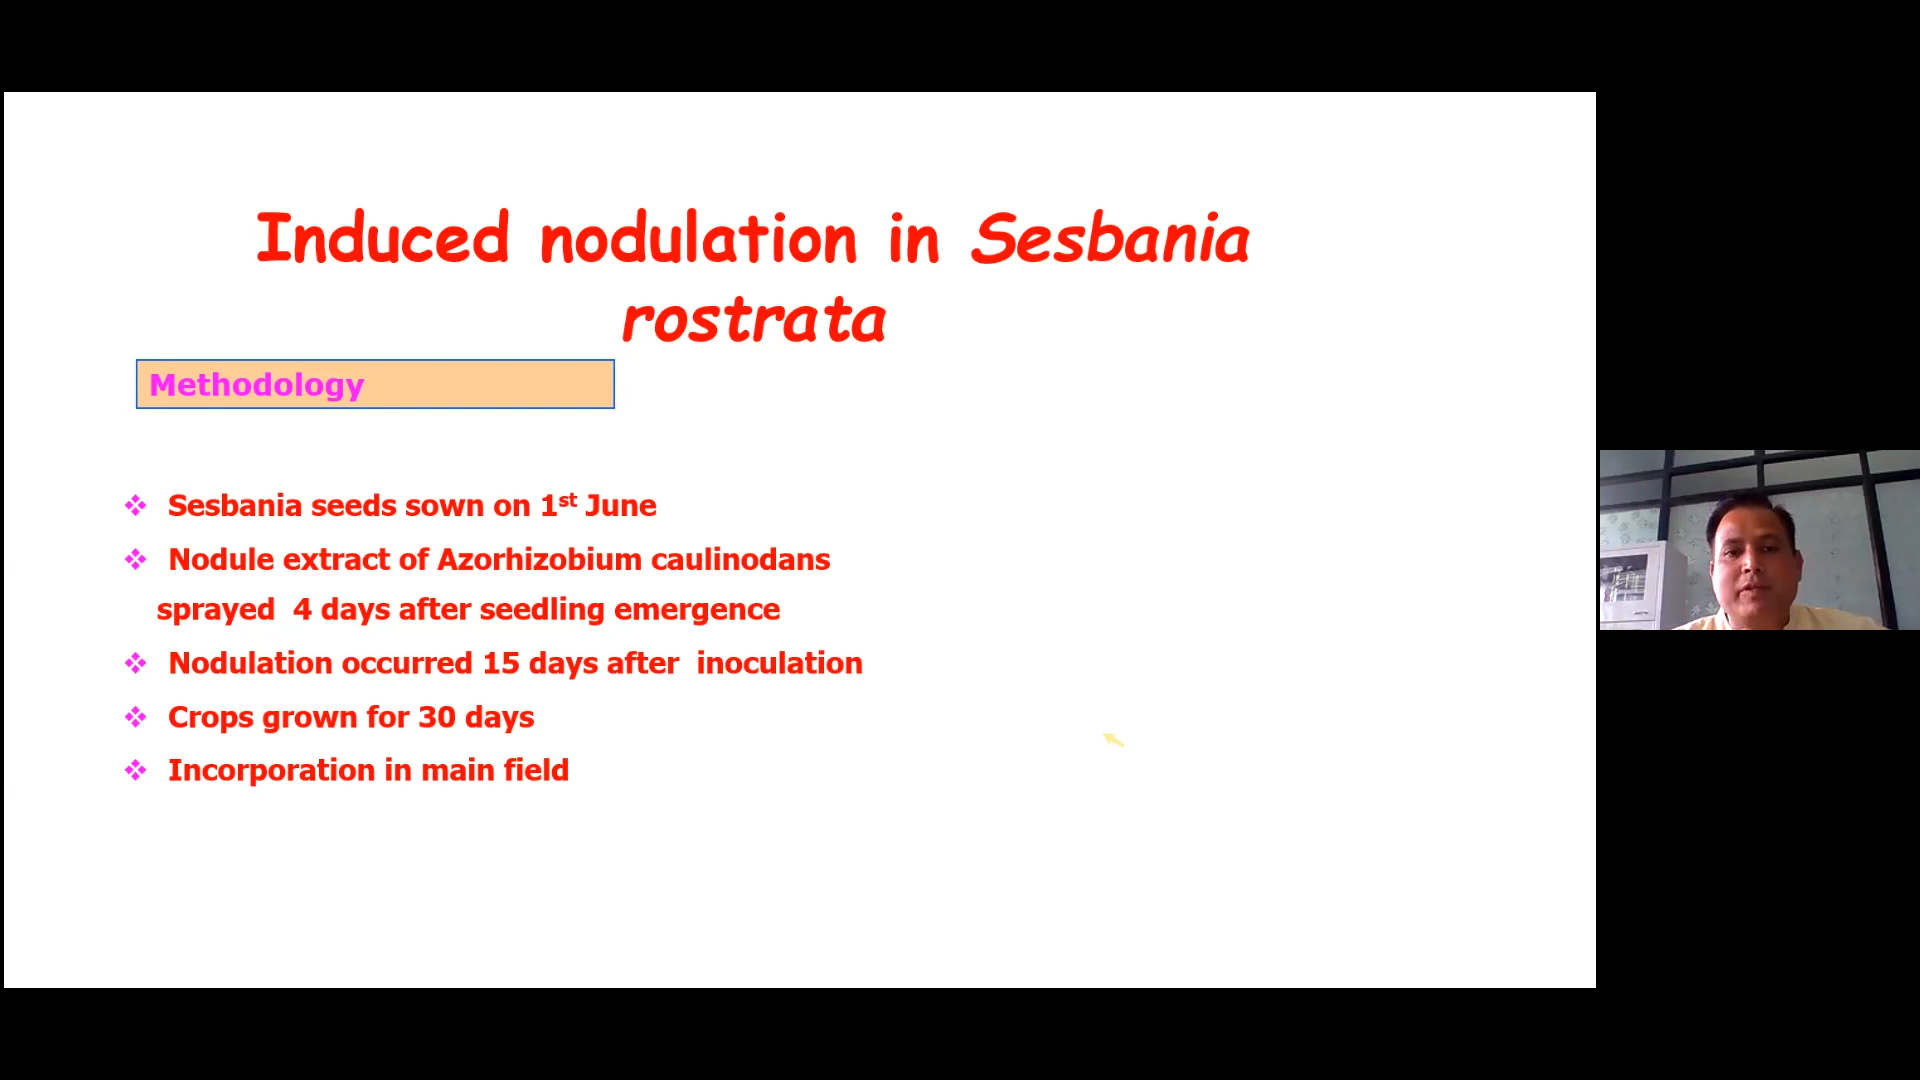 Induced nodulation in Sesbania
rostrata
Methodology
Sesbania seeds sown on 1st June
Nodule extract of Azorhizobium caulinodans
sprayed 4 days after seedling emergence
Nodulation occurred 15 days after inoculation
Crops grown for 30 days
Incorporation in main field